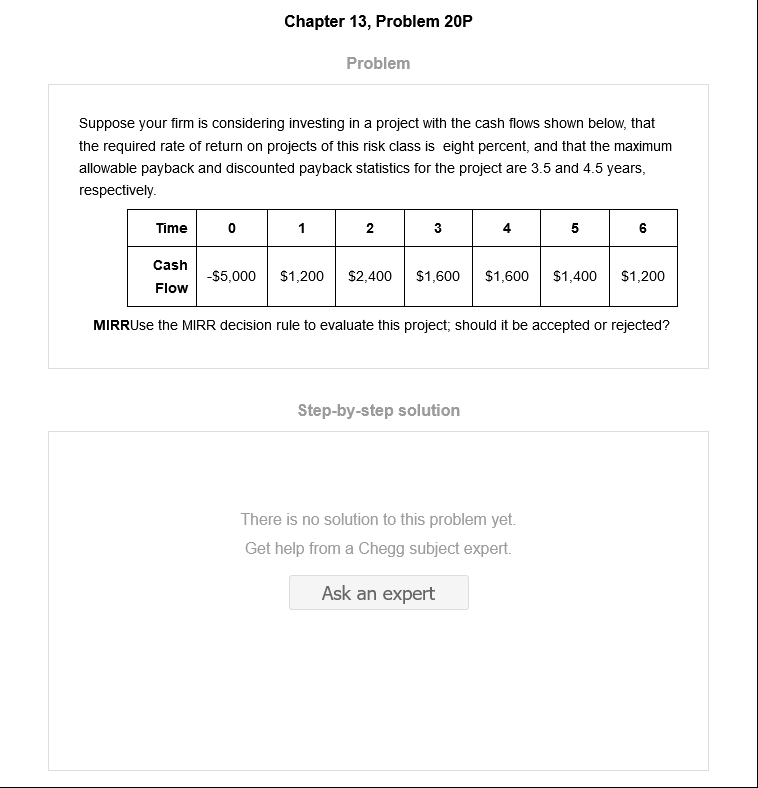 Chapter 13, Problem 20P
Problem
Suppose your firm is considering investing in a project with the cash flows shown below, that
the required rate of return on projects of this risk class is eight percent, and that the maximum
allowable payback and discounted payback statistics for the project are 3.5 and 4.5 years,
respectively.
Time 0 1 2 3 4 5 6
Cash Flow -$5,000 $1,200 $2,400 $1,600 $1,600 $1,400 $1,200
MIRRUse the MIRR decision rule to evaluate this project; should it be accepted or rejected?
Step-by-step solution
There is no solution to this problem yet.
Get help from a Chegg subject expert.
Ask an expert